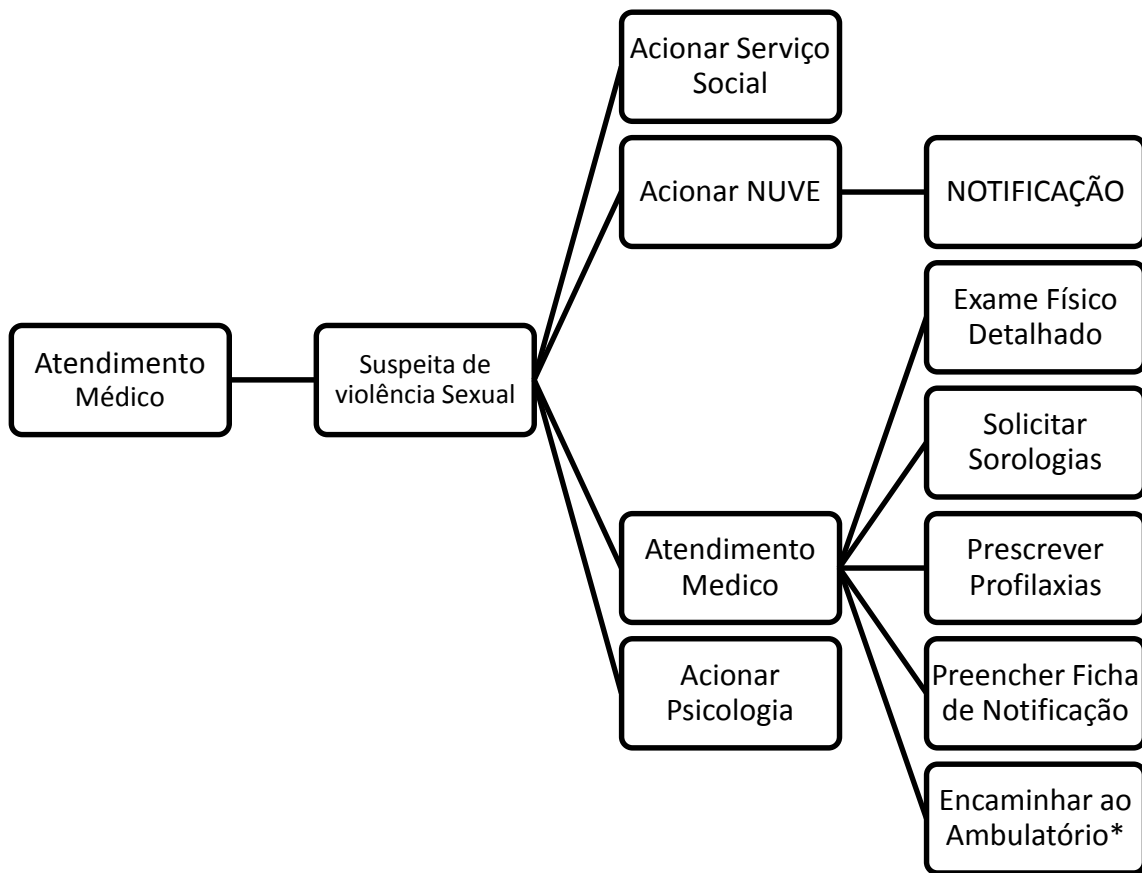 Atendimento
Médico
Suspeita de
violência Sexual
Acionar Serviço
Social
Acionar NUVE
NOTIFICAÇÃO
Atendimento
Medico
Exame Físico
Detalhado
Solicitar
Sorologias
Prescrever
Profilaxias
Preencher Ficha
de Notificação
Encaminhar ao
Ambulatório*
Acionar
Psicologia